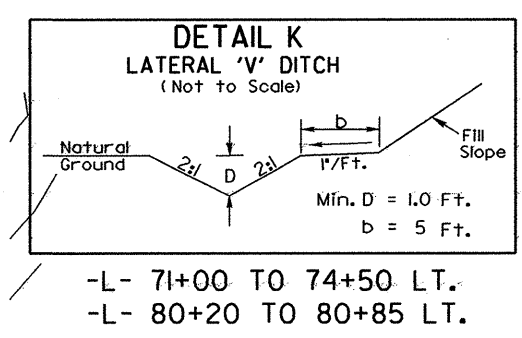 DETAIL K
LATERAL 'V' DITCH
(Not to Scale)
b
Natural
Ground
2:1
D
2:1
1"/Ft.
Fill
Slope
Min. D = 1.0 Ft.
b = 5 Ft.
-L- 71+00 TO 74+50 LT.
-L- 80+20 TO 80+85 LT.